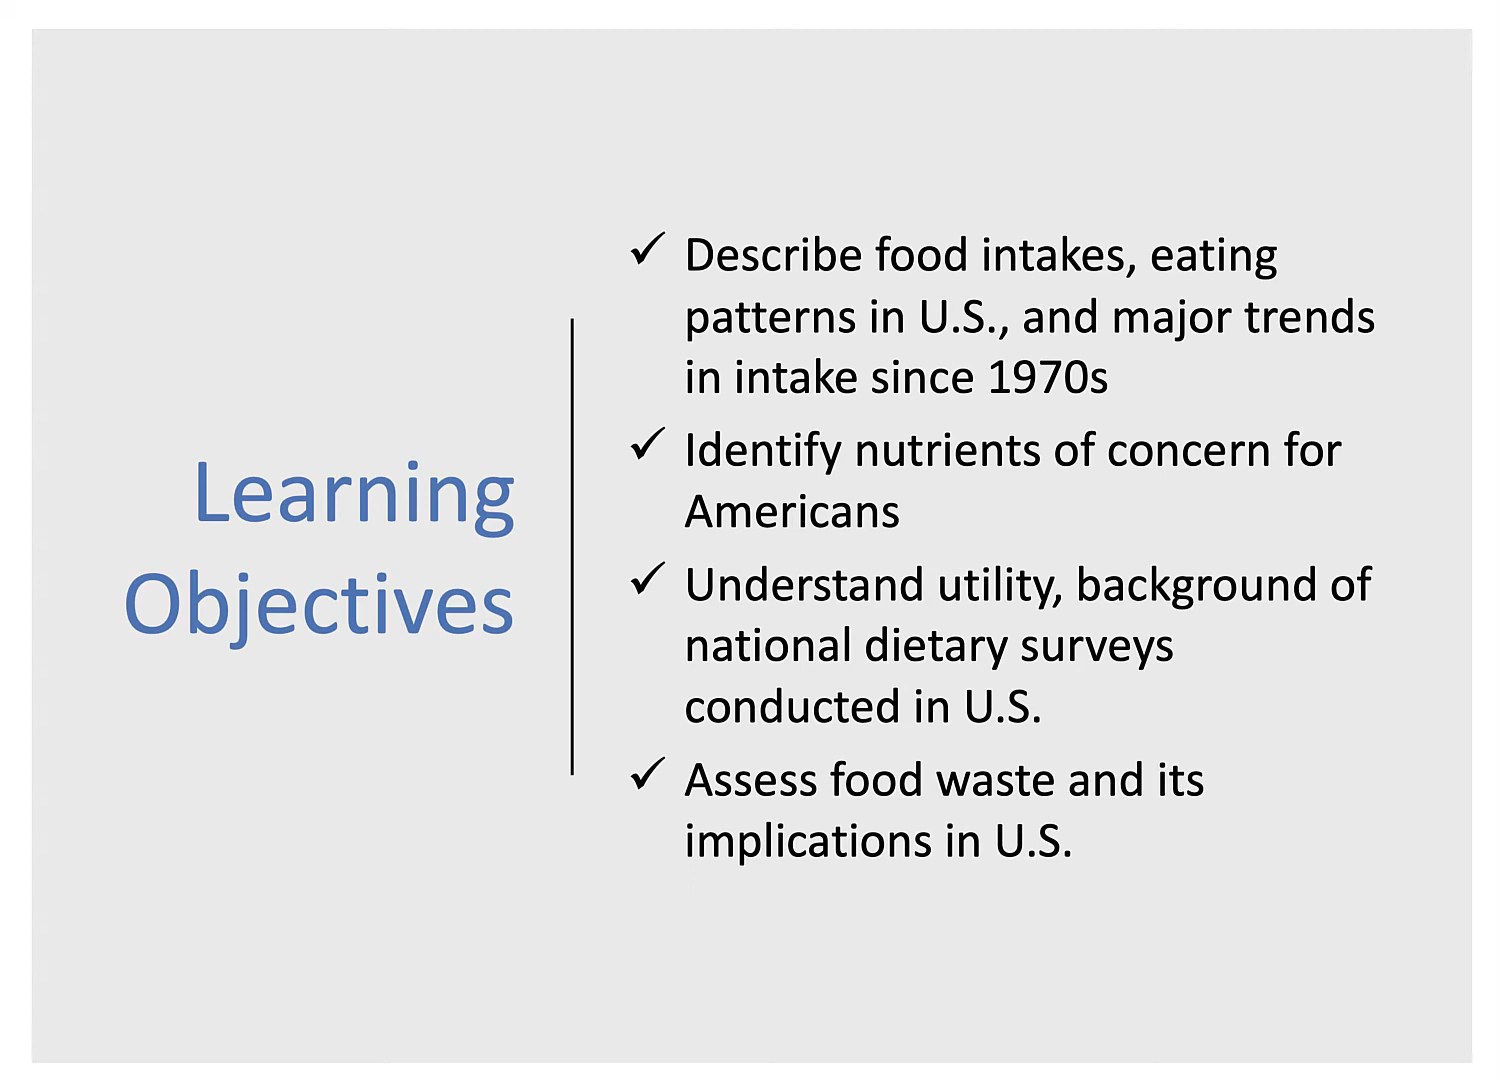 Learning
Objectives
✓ Describe food intakes, eating
patterns in U.S., and major trends
in intake since 1970s
✓ Identify nutrients of concern for
Americans
✓ Understand utility, background of
national dietary surveys
conducted in U.S.
✓ Assess food waste and its
implications in U.S.